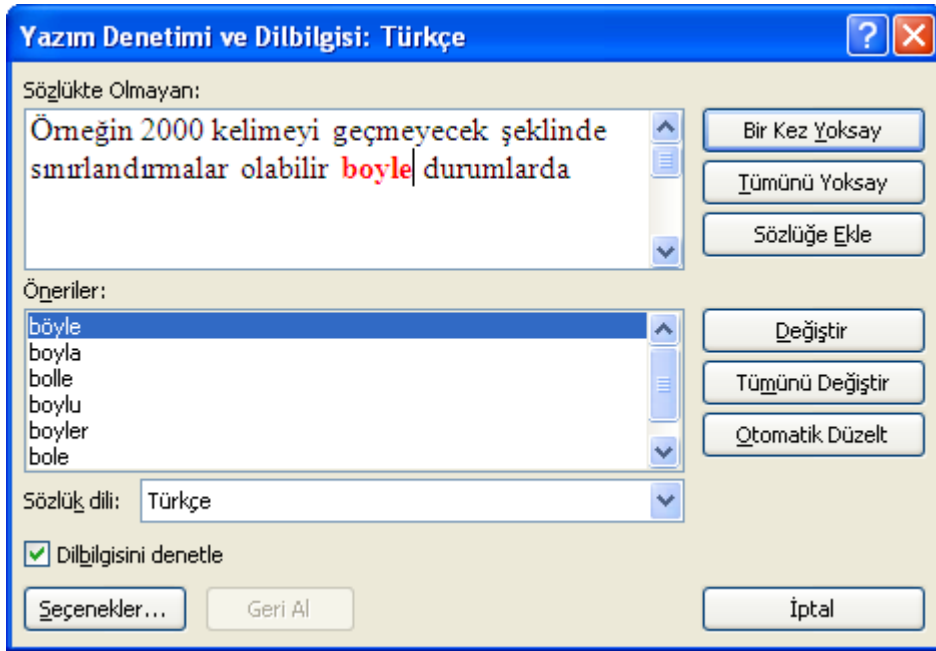 Yazım Denetimi ve Dilbilgisi: Türkçe
Sözlükte Olmayan:
Örneğin 2000 kelimeyi geçmeyecek şeklinde
sınırlandırmalar olabilir boyle durumlarda
Bir Kez Yoksay
Tümünü Yoksay
Sözlüğe Ekle
Öneriler:
böyle
boyla
bolle
boylu
boyler
bole
Değiştir
Tümünü Değiştir
Otomatik Düzelt
Sözlük dili: Türkçe
Dilbilgisini denetle
Seçenekler... Geri Al İptal